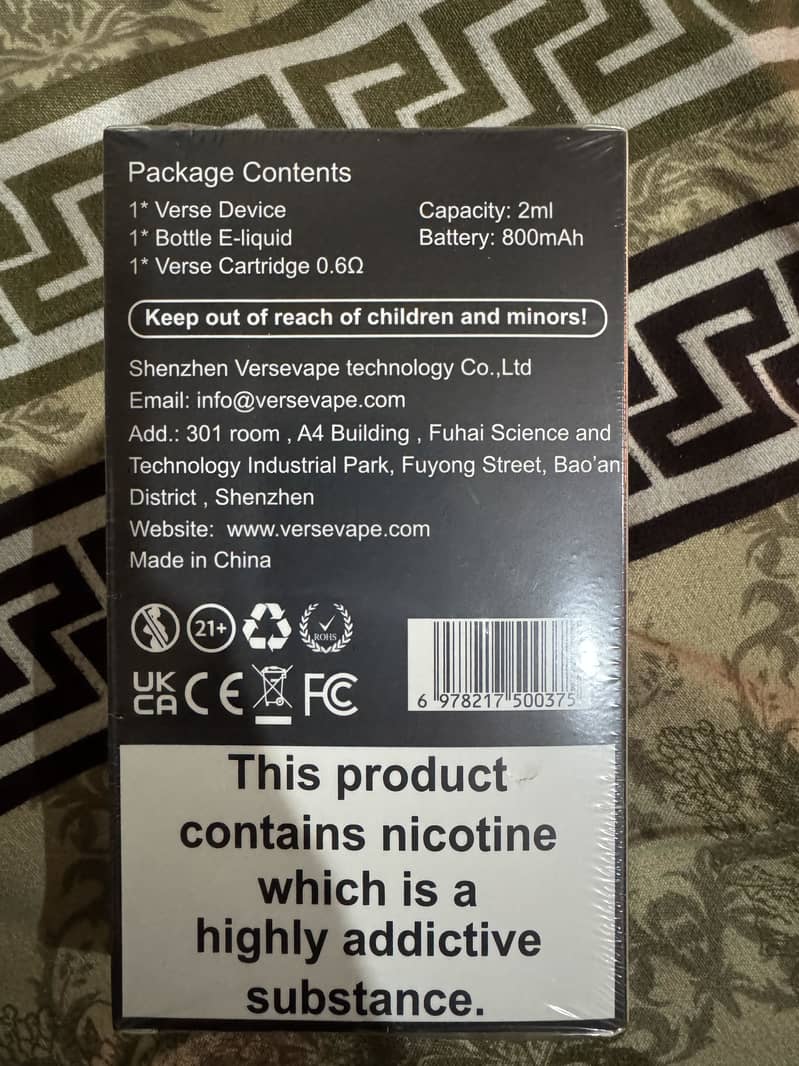 Package Contents
1* Verse Device
1* Bottle E-liquid
1* Verse Cartridge 0.6Ω
Capacity: 2ml
Battery: 800mAh
Keep out of reach of children and minors!
Shenzhen Versevape technology Co.,Ltd
Email: info@versevape.com
Add.: 301 room , A4 Building , Fuhai Science and
Technology Industrial Park, Fuyong Street, Bao'an
District , Shenzhen
Website: www.versevape.com
Made in China
21+
ROHS
UK
CA CE FC
6 978217 500375
This product
contains nicotine
which is a
highly addictive
substance.